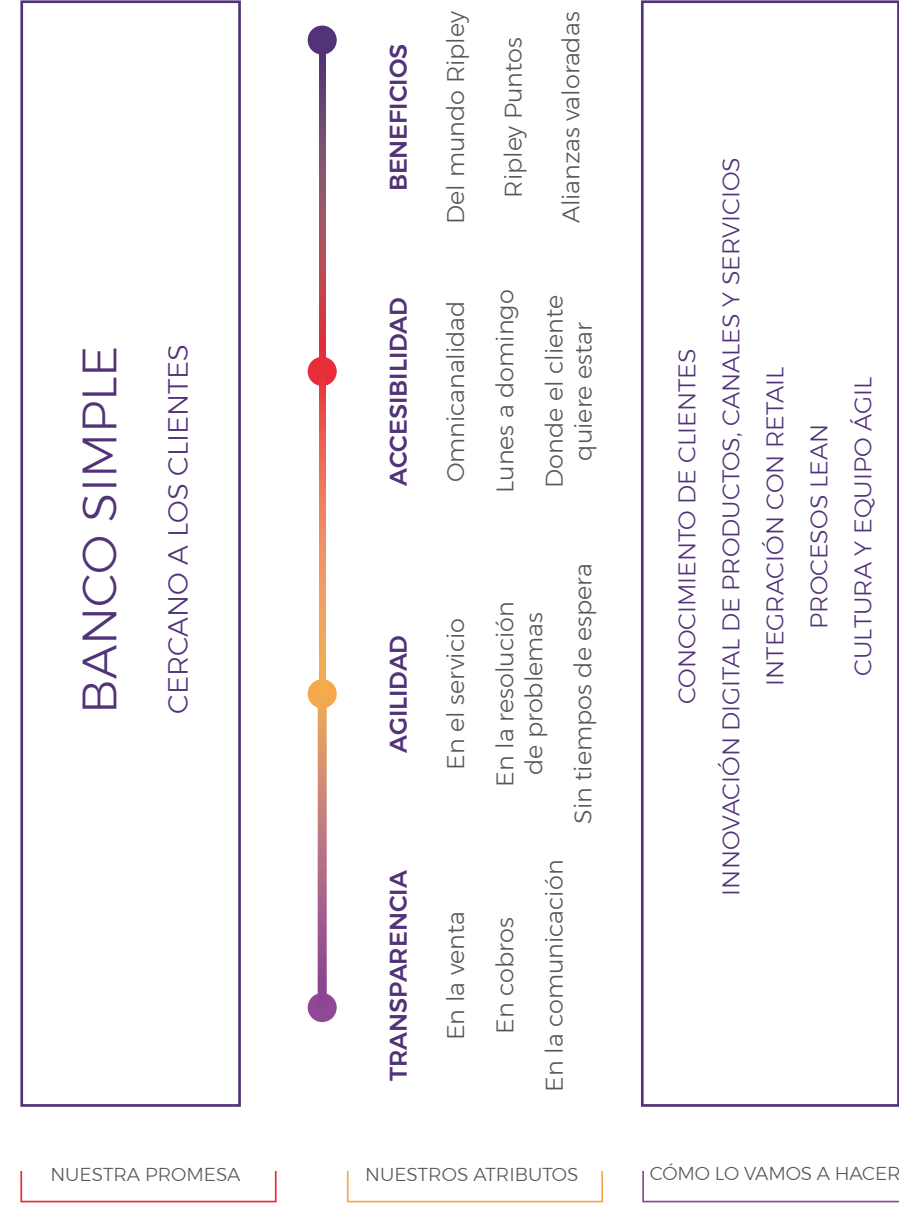 BANCO SIMPLE
CERCANO A LOS CLIENTES
TRANSPARENCIA
En la venta
En cobros
En la comunicación
AGILIDAD
En el servicio
En la resolución
de problemas
Sin tiempos de espera
ACCESIBILIDAD
Omnicanalidad
Lunes a domingo
Donde el cliente
quiere estar
BENEFICIOS
Del mundo Ripley
Ripley Puntos
Alianzas valoradas
CONOCIMIENTO DE CLIENTES
INNOVACIÓN DIGITAL DE PRODUCTOS, CANALES Y SERVICIOS
INTEGRACIÓN CON RETAIL
PROCESOS LEAN
CULTURA Y EQUIPO ÁGIL
NUESTRA PROMESA
NUESTROS ATRIBUTOS
CÓMO LO VAMOS A HACER